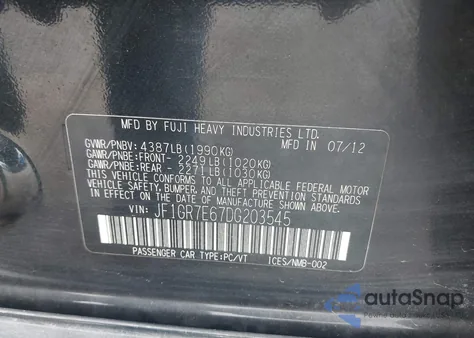 MFD BY FUJI HEAVY INDUSTRIES LTD.
GVWR/PNBV: 4387LB(1990KG) MFD IN 07/12
GAWR/PNBE:FRONT- 2249LB(1020KG)
GAWR/PNBE:REAR - 2271LB(1030KG)
THIS VEHICLE CONFORMS TO ALL APPLICABLE FEDERAL MOTOR
VEHICLE SAFETY, BUMPER, AND THEFT PREVENTION STANDARDS
IN EFFECT ON THE DATE OF MANUFACTURE SHOWN ABOVE.
JF1GR7E67DG203545
PASSENGER CAR TYPE:PC/VT ICES/NMB-002
autoSnap